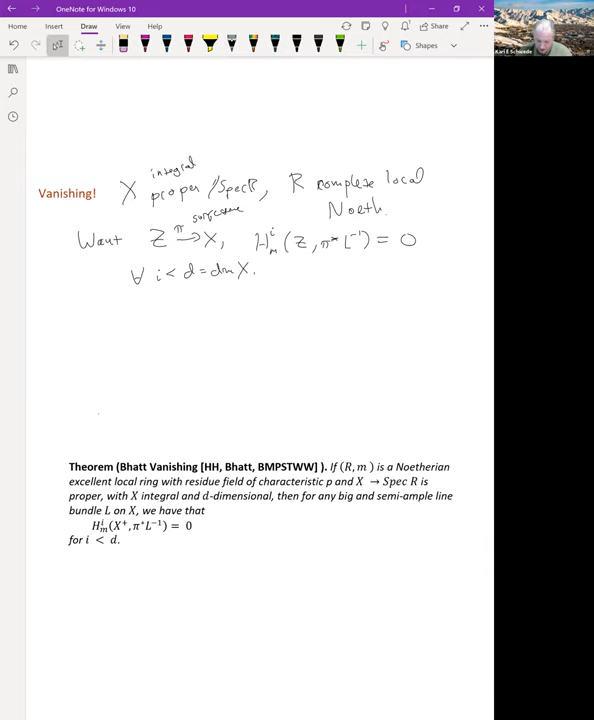 OneNote for Windows 10
Karl E Schwede
Home Insert Draw View Help Share
Shapes
integral
Vanishing! X proper /Spec R, R complete local
Noeth.
surjective
Want Z π→ X, H^i_m (Z, π* L^-1) = 0
∀ i < d = dim X.
Theorem (Bhatt Vanishing [HH, Bhatt, BMPSTWW] ). If (R, m ) is a Noetherian
excellent local ring with residue field of characteristic p and X → Spec R is
proper, with X integral and d-dimensional, then for any big and semi-ample line
bundle L on X, we have that
H^i_m(X^+, π*L^-1) = 0
for i < d.